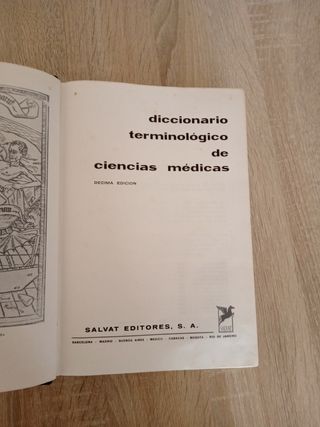 diccionario
terminológico
de
ciencias médicas
DECIMA EDICION
SALVAT EDITORES, S. A.
BARCELONA - MADRID - BUENOS AIRES - MEXICO - CARACAS - BOGOTA - RIO DE JANEIRO